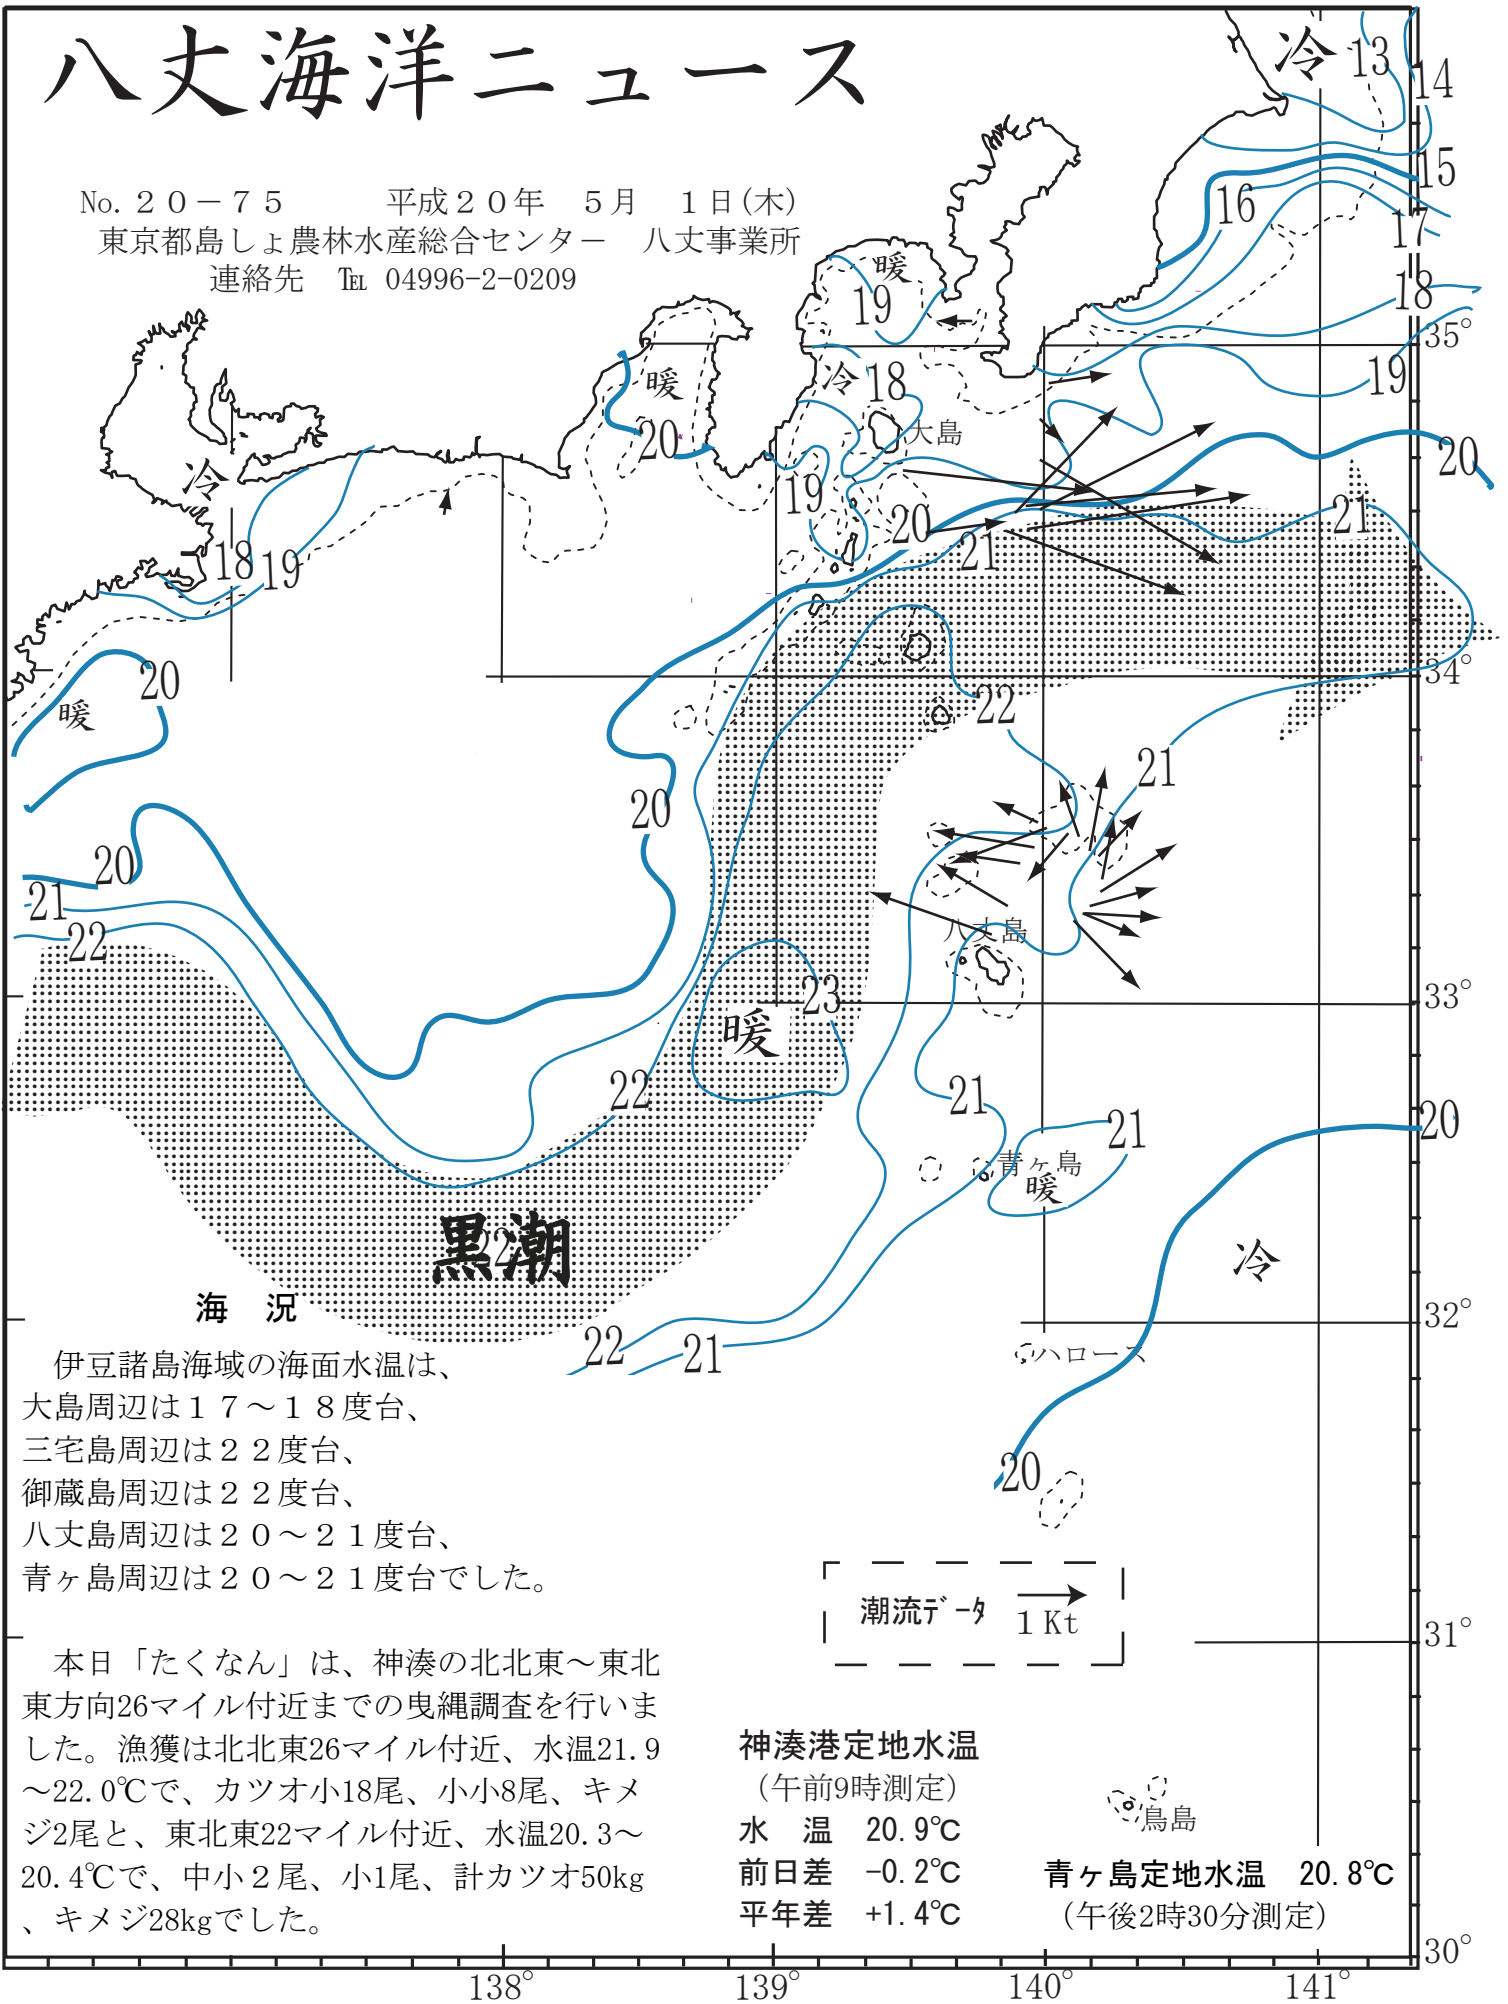 八丈海洋ニュース
No.２０－７５　平成２０年　５月　１日(木)
東京都島しょ農林水産総合センター　八丈事業所
連絡先　℡ 04996-2-0209
冷
13
14
15
16
17
18
35°
19
20
21
暖
19
冷
18
大島
19
20
21
暖
20
冷
18
19
20
暖
34°
22
21
20
20
21
22
八丈島
33°
23
暖
22
21
21
20
青ヶ島
暖
冷
黒潮
22
32°
ハロース
22
21
20
海　況
伊豆諸島海域の海面水温は、
大島周辺は１７～１８度台、
三宅島周辺は２２度台、
御蔵島周辺は２２度台、
八丈島周辺は２０～２１度台、
青ヶ島周辺は２０～２１度台でした。
潮流ﾃﾞｰﾀ
１Kt
31°
本日「たくなん」は、神湊の北北東～東北
東方向26マイル付近までの曳縄調査を行いま
した。漁獲は北北東26マイル付近、水温21.9
～22.0℃で、カツオ小18尾、小小8尾、キメ
ジ2尾と、東北東22マイル付近、水温20.3～
20.4℃で、中小２尾、小1尾、計カツオ50kg
、キメジ28kgでした。
神湊港定地水温
（午前9時測定）
水　温　20.9℃
前日差　-0.2℃
平年差　+1.4℃
鳥島
青ヶ島定地水温　20.8℃
（午後2時30分測定）
30°
138°
139°
140°
141°